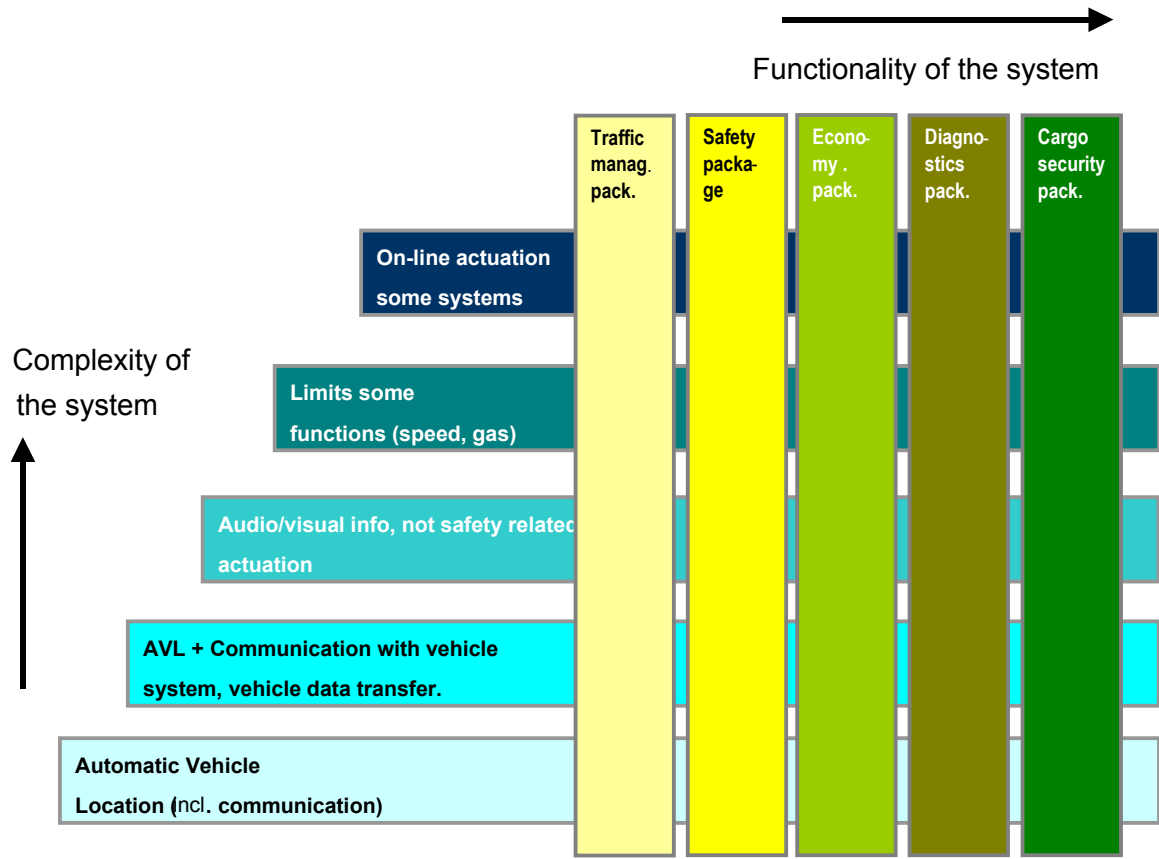 Functionality of the system
Traffic
manag.
pack.
Safety
packa-
ge
Econo-
my .
pack.
Diagno-
stics
pack.
Cargo
security
pack.
On-line actuation
some systems
Complexity of
the system
Limits some
functions (speed, gas)
Audio/visual info, not safety related
actuation
AVL + Communication with vehicle
system, vehicle data transfer.
Automatic Vehicle
Location (incl. communication)